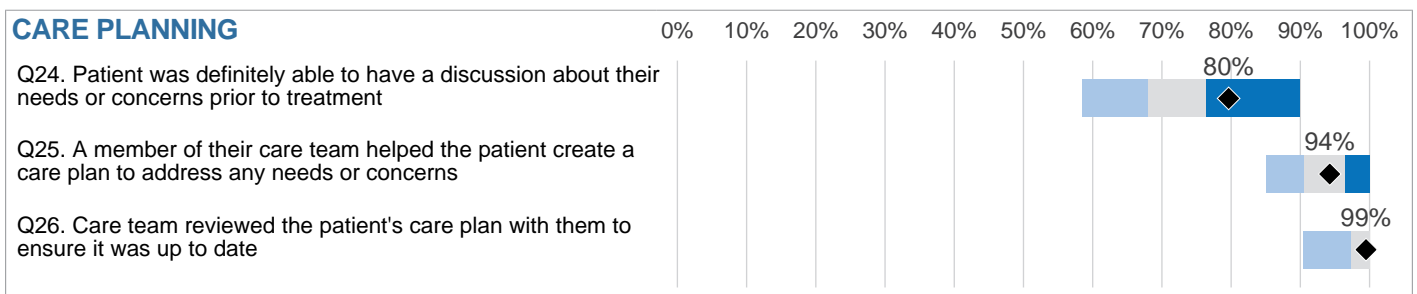 CARE PLANNING
0% 10% 20% 30% 40% 50% 60% 70% 80% 90% 100%
Q24. Patient was definitely able to have a discussion about their
needs or concerns prior to treatment
80%
Q25. A member of their care team helped the patient create a
care plan to address any needs or concerns
94%
Q26. Care team reviewed the patient's care plan with them to
ensure it was up to date
99%